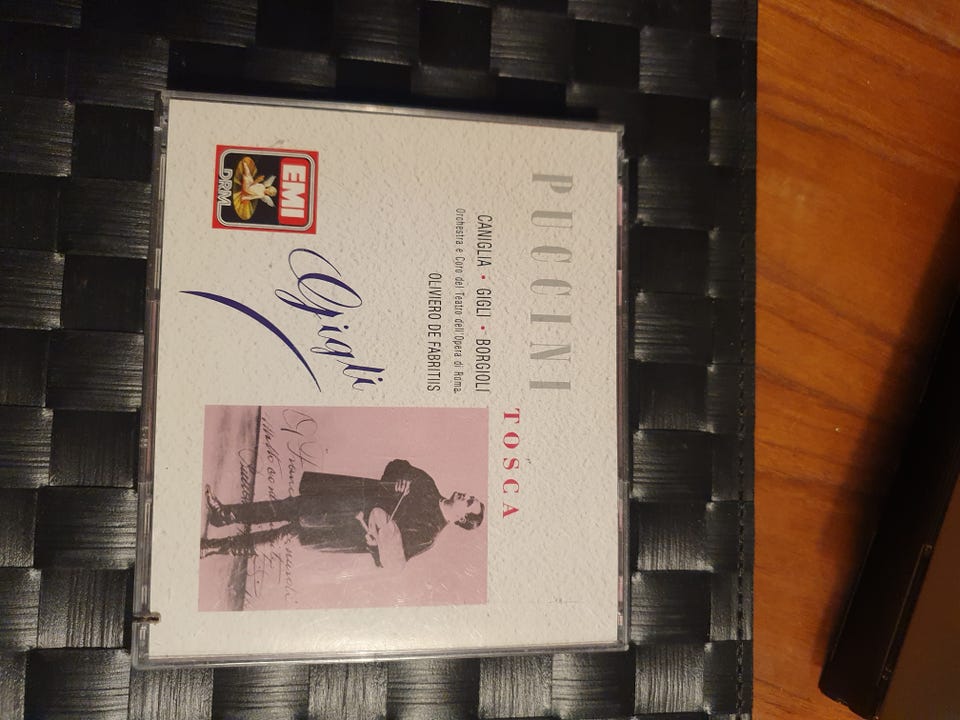 PUCCINI
TOSCA
CANIGLIA • GIGLI • BORGIOLI
Orchestra e Coro del Teatro dell'Opera di Roma
OLIVIERO DE FABRITIIS
EMI
DRM
Gigli